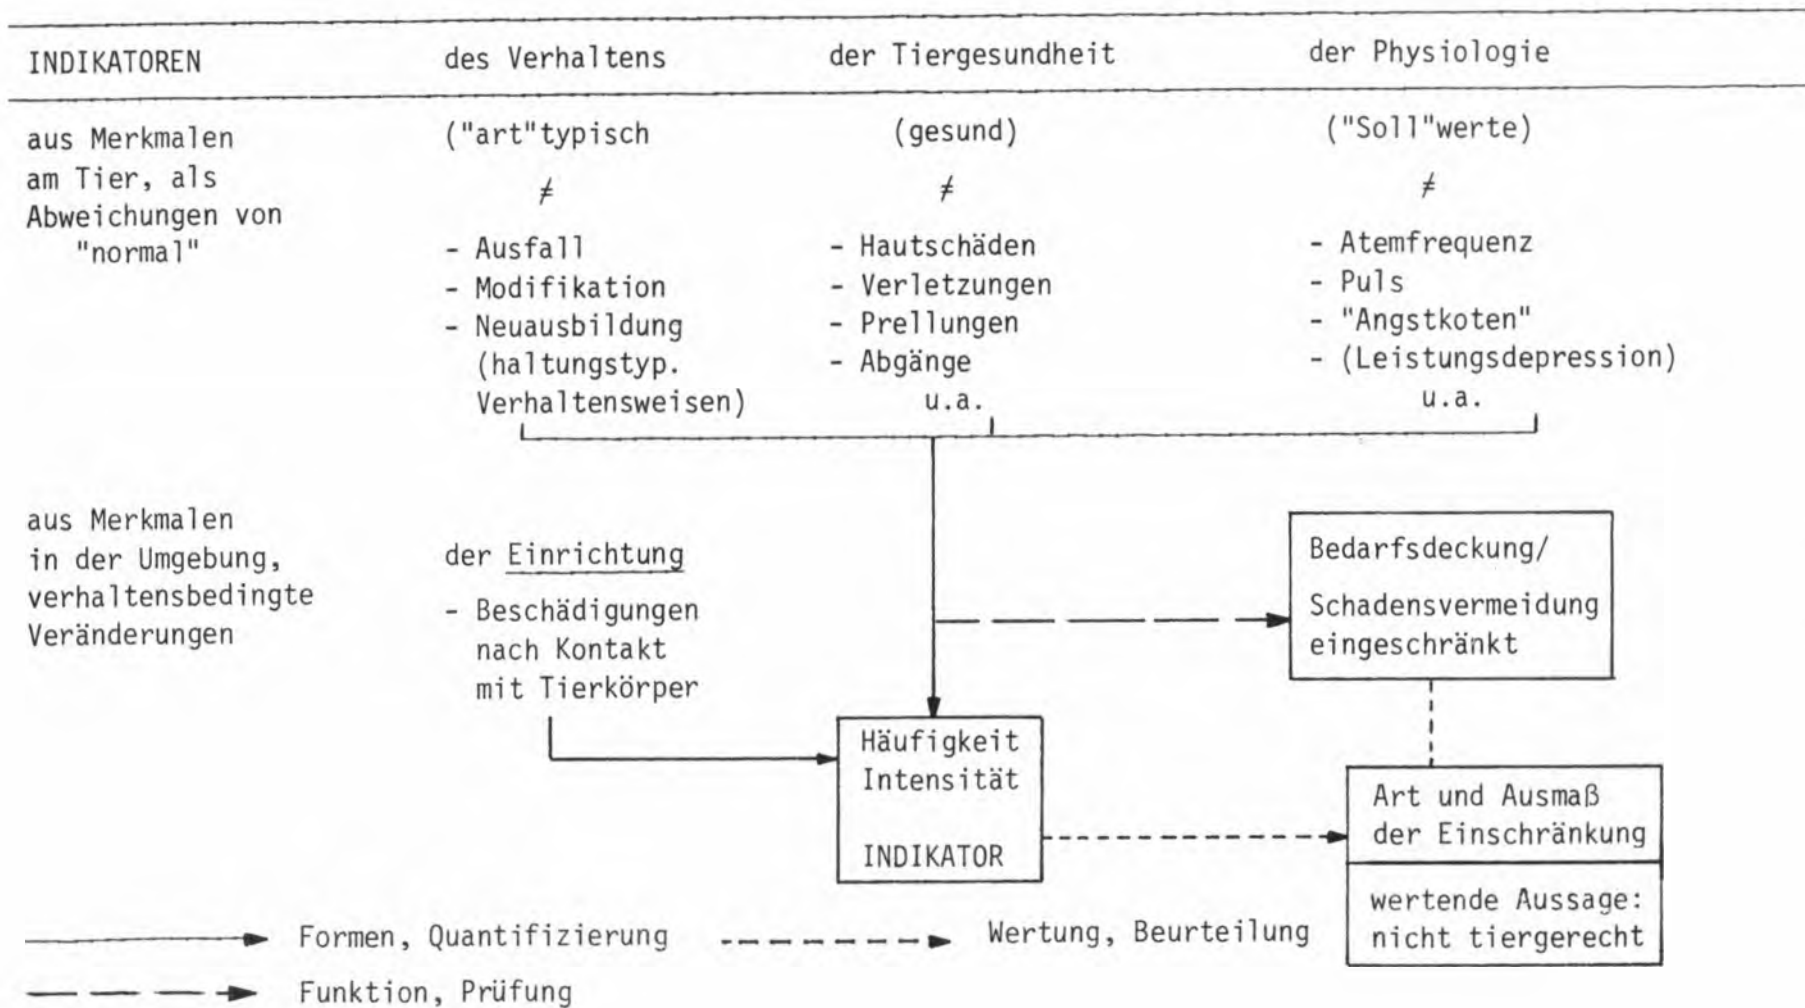 INDIKATOREN des Verhaltens der Tiergesundheit der Physiologie
aus Merkmalen
am Tier, als
Abweichungen von
"normal"
("art"typisch
≠
- Ausfall
- Modifikation
- Neuausbildung
(haltungstyp.
Verhaltensweisen)
(gesund)
≠
- Hautschäden
- Verletzungen
- Prellungen
- Abgänge
u.a.
("Soll"werte)
≠
- Atemfrequenz
- Puls
- "Angstkoten"
- (Leistungsdepression)
u.a.
aus Merkmalen
in der Umgebung,
verhaltensbedingte
Veränderungen
der Einrichtung
- Beschädigungen
nach Kontakt
mit Tierkörper
Bedarfsdeckung/
Schadensvermeidung
eingeschränkt
Häufigkeit
Intensität
INDIKATOR
Art und Ausmaß
der Einschränkung
wertende Aussage:
nicht tiergerecht
Formen, Quantifizierung
Wertung, Beurteilung
Funktion, Prüfung